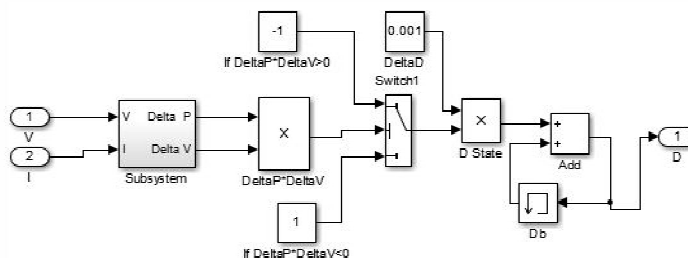 -1
If DeltaP*DeltaV>0
0.001
DeltaD
Switch1
1
V
2
I
V Delta P
I Delta V
Subsystem
X
DeltaP*DeltaV
X
D State
+
+
Add
1
D
Db
1
If DeltaP*DeltaV<0